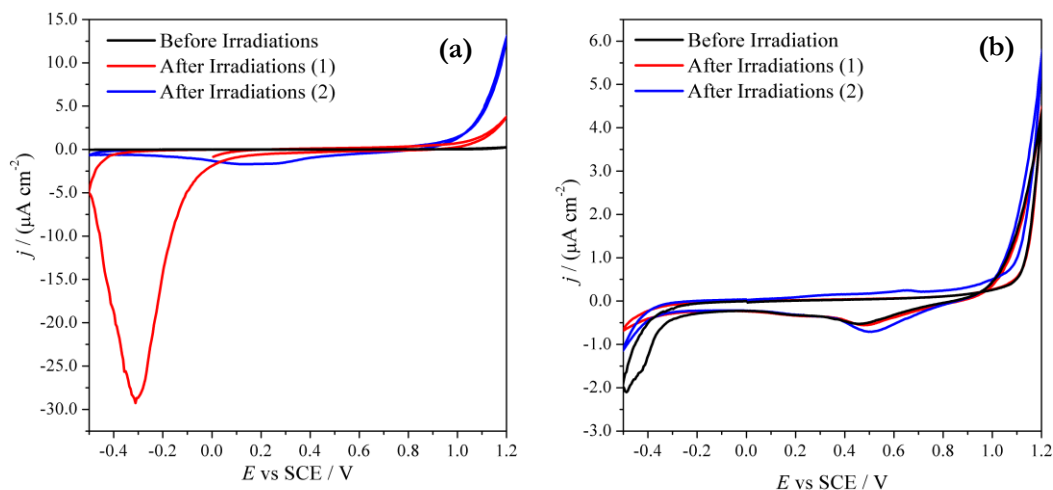 (a)
Before Irradiations
After Irradiations (1)
After Irradiations (2)
15.0
10.0
5.0
0.0
-5.0
-10.0
-15.0
-20.0
-25.0
-30.0
j / (μA cm⁻²)
-0.4 -0.2 0.0 0.2 0.4 0.6 0.8 1.0 1.2
E vs SCE / V
(b)
Before Irradiation
After Irradiations (1)
After Irradiations (2)
6.0
5.0
4.0
3.0
2.0
1.0
0.0
-1.0
-2.0
-3.0
j / (μA cm⁻²)
-0.4 -0.2 0.0 0.2 0.4 0.6 0.8 1.0 1.2
E vs SCE / V